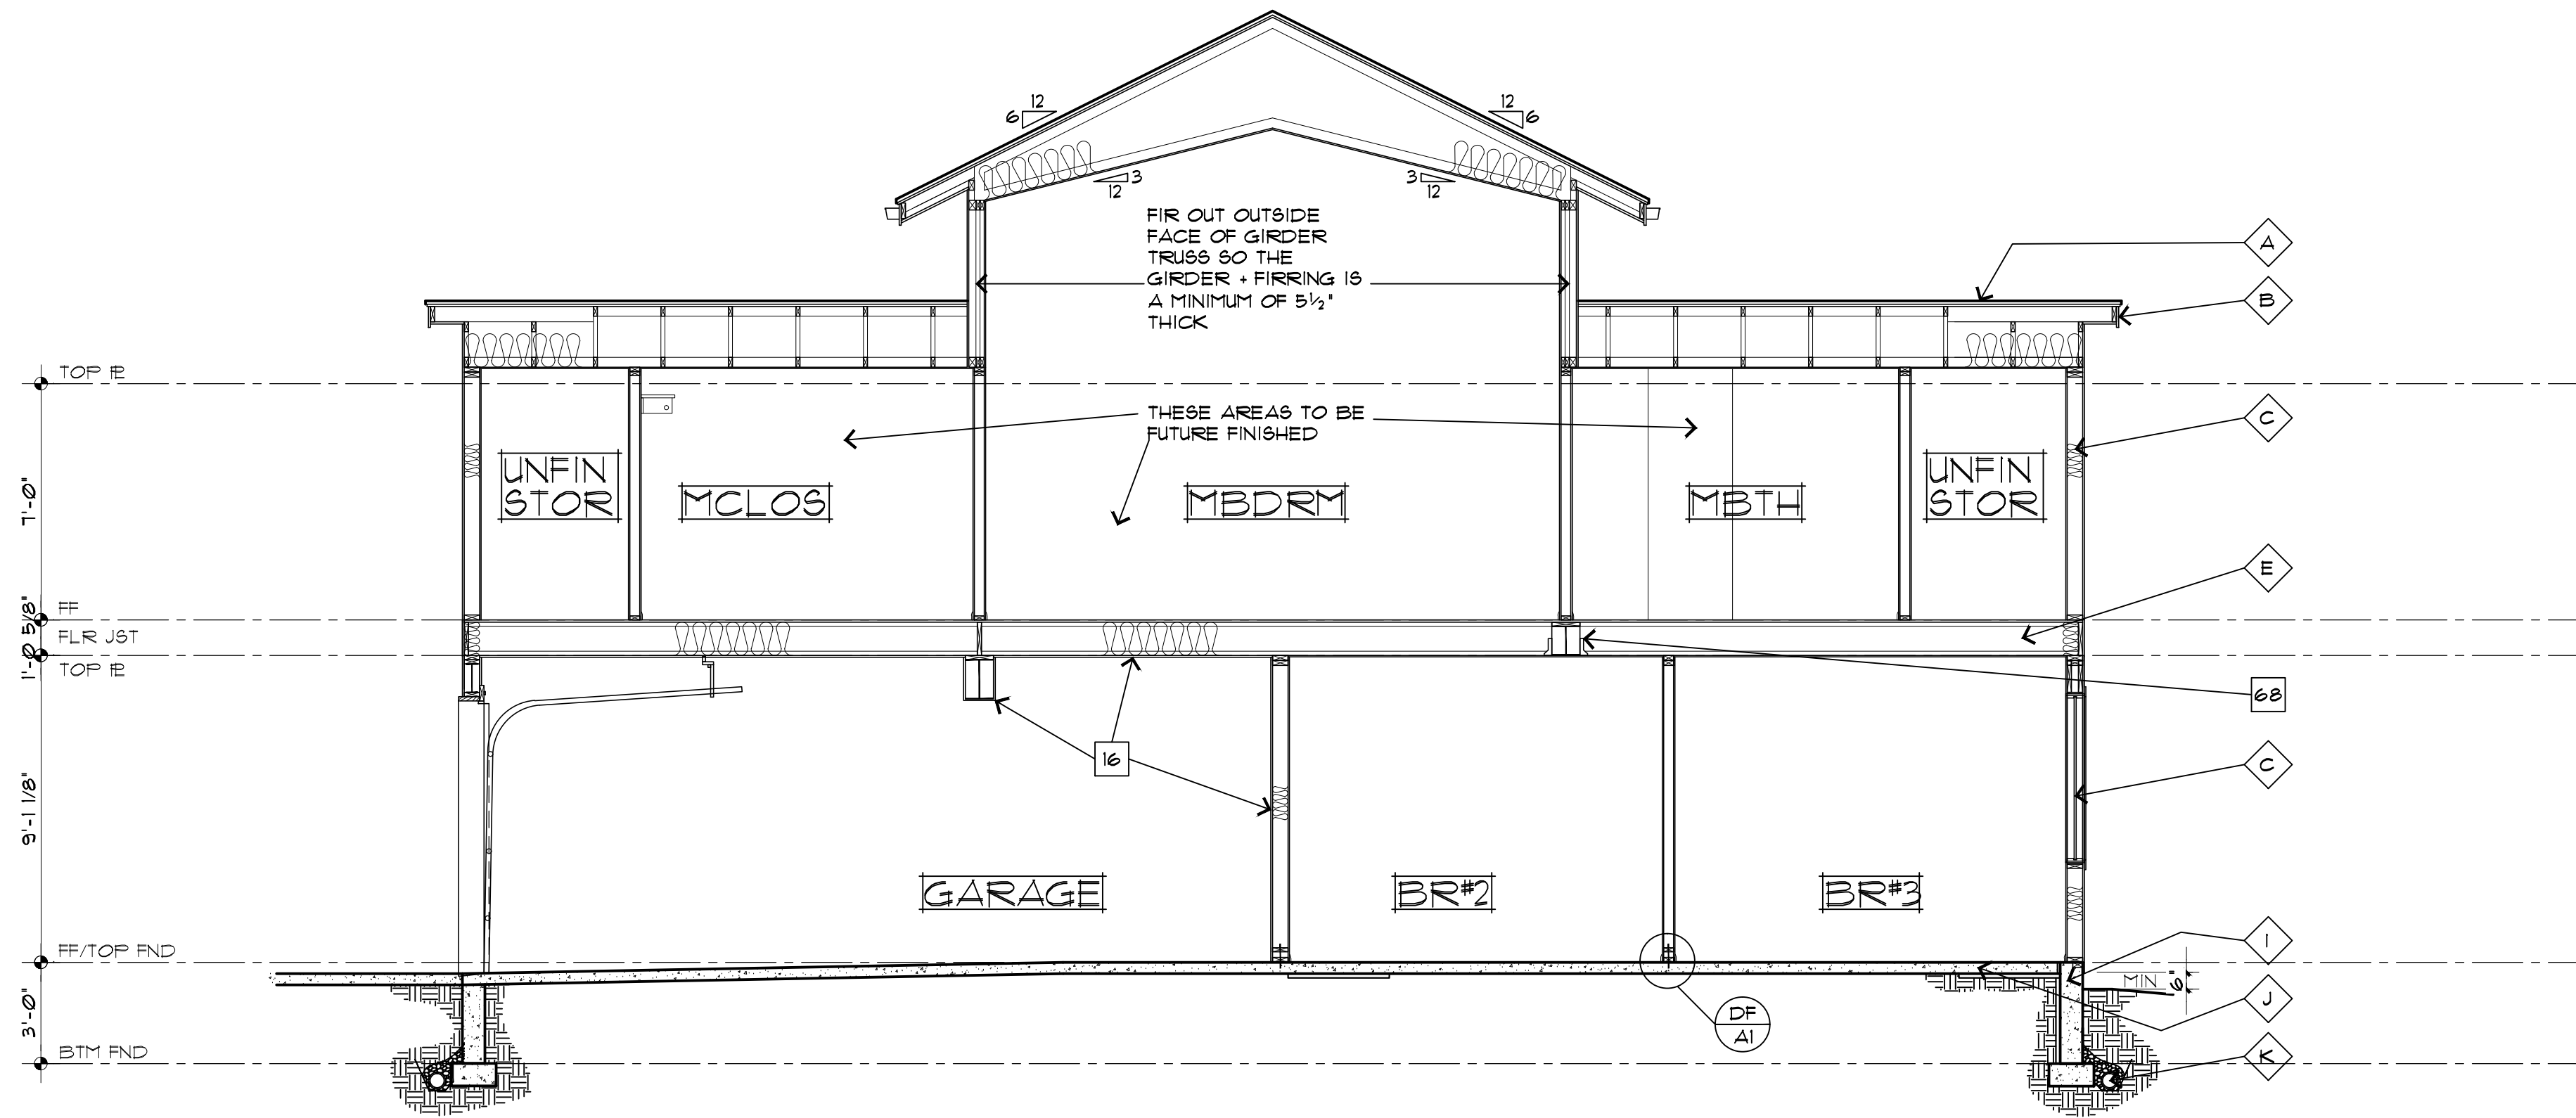 12
6
12
6
3
12
3
12
FIR OUT OUTSIDE
FACE OF GIRDER
TRUSS SO THE
GIRDER + FIRRING IS
A MINIMUM OF 5½"
THICK
A
B
TOP PL
THESE AREAS TO BE
FUTURE FINISHED
C
UNFIN
STOR
MCLOS
MBDRM
MBTH
UNFIN
STOR
7'-0"
E
FF
1'-0 5/8"
FLR JST
TOP PL
68
16
C
9'-1 1/8"
GARAGE
BR#2
BR#3
I
FF/TOP FND
MIN
6"
J
3'-0"
DF
A1
BTM FND
K